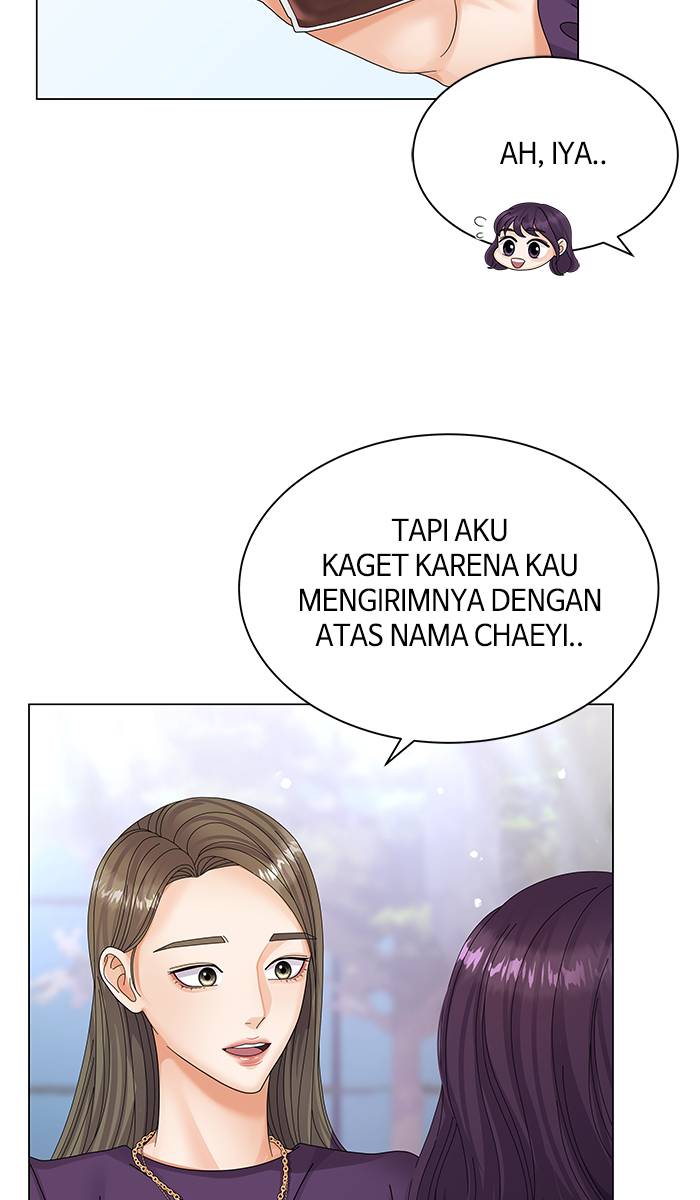 AH, IYA..
TAPI AKU
KAGET KARENA KAU
MENGIRIMNYA DENGAN
ATAS NAMA CHAEYI..